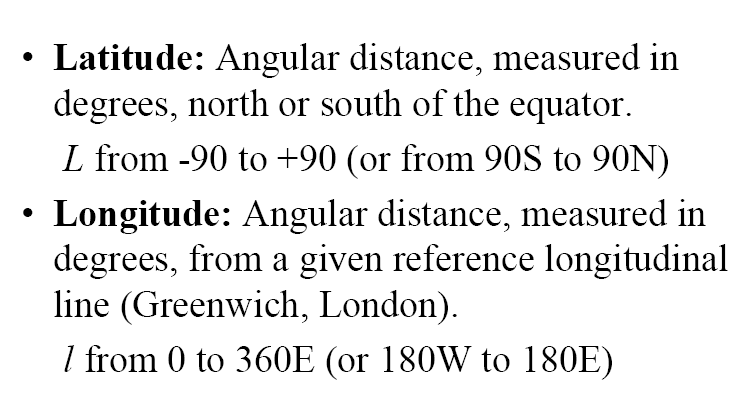 • Latitude: Angular distance, measured in
degrees, north or south of the equator.
L from -90 to +90 (or from 90S to 90N)
• Longitude: Angular distance, measured in
degrees, from a given reference longitudinal
line (Greenwich, London).
l from 0 to 360E (or 180W to 180E)